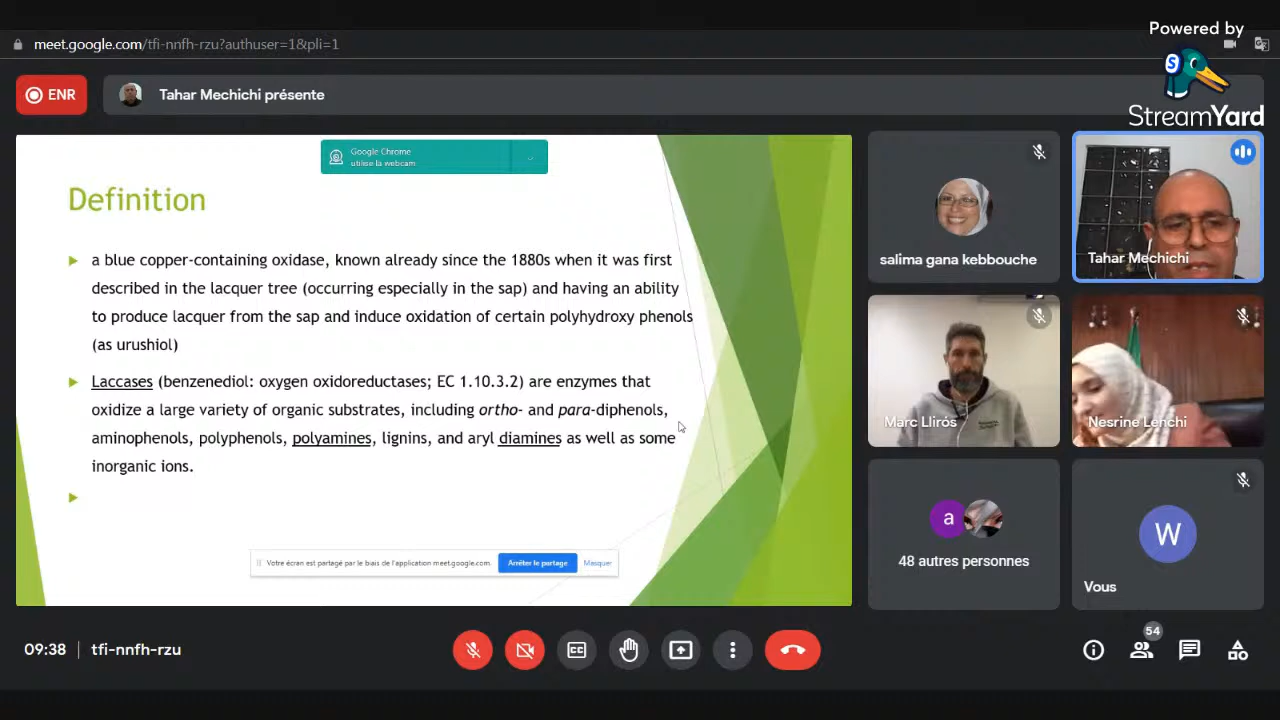 Powered by
StreamYard
meet.google.com/tfi-nnfh-rzu?authuser=1&pli=1
ENR
Tahar Mechichi présente
Google Chrome
utilise la webcam
Definition
a blue copper-containing oxidase, known already since the 1880s when it was first
described in the lacquer tree (occurring especially in the sap) and having an ability
to produce lacquer from the sap and induce oxidation of certain polyhydroxy phenols
(as urushiol)
Laccases (benzenediol: oxygen oxidoreductases; EC 1.10.3.2) are enzymes that
oxidize a large variety of organic substrates, including ortho- and para-diphenols,
aminophenols, polyphenols, polyamines, lignins, and aryl diamines as well as some
inorganic ions.
Votre écran est partagé par le biais de l'application meet.google.com.
Arrêter le partage
Masquer
salima gana kebbouche
Tahar Mechichi
Marc Llirós
Nesrine Lenchi
a
48 autres personnes
W
Vous
09:38 | tfi-nnfh-rzu
CC
54